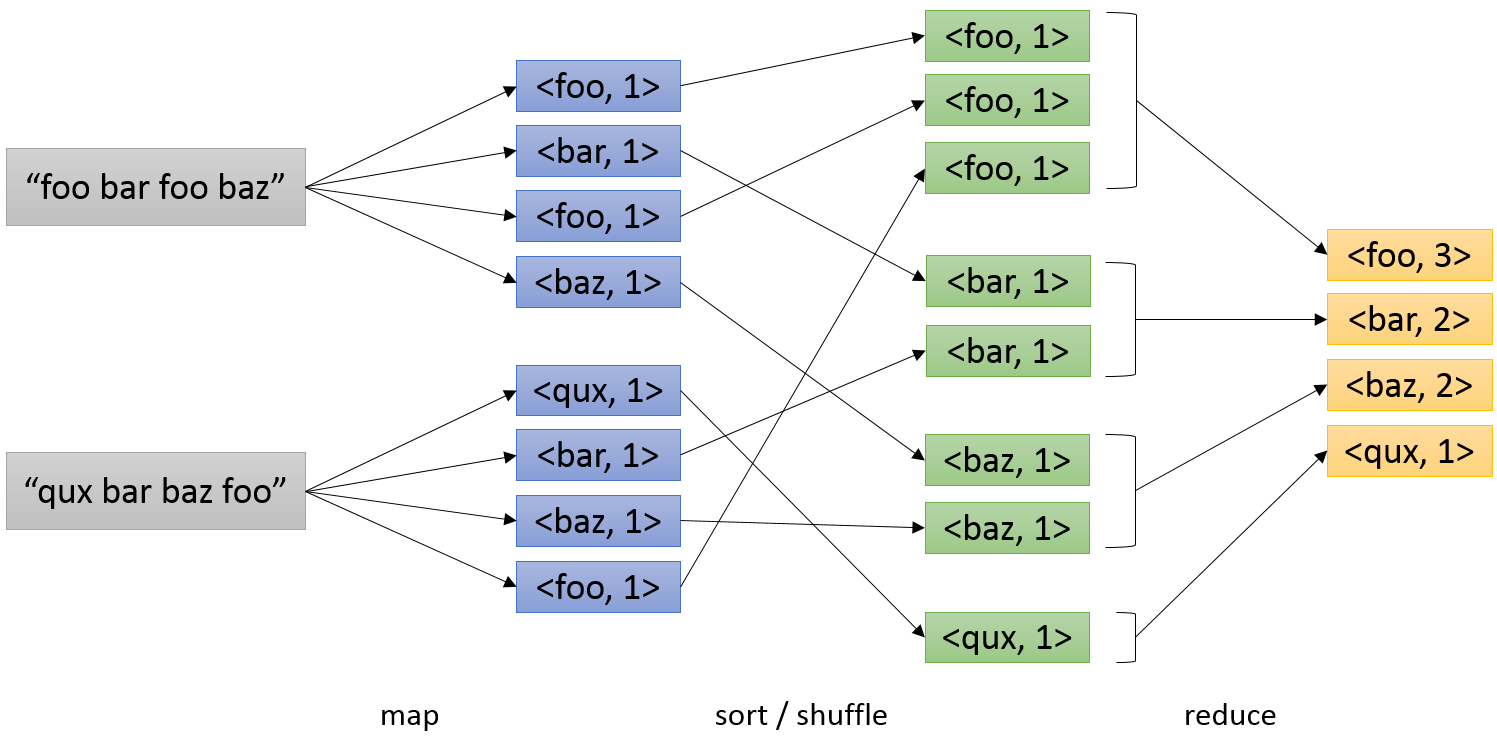 “foo bar foo baz”
“qux bar baz foo”
<foo, 1>
<bar, 1>
<foo, 1>
<baz, 1>
<qux, 1>
<bar, 1>
<baz, 1>
<foo, 1>
<foo, 1>
<foo, 1>
<foo, 1>
<bar, 1>
<bar, 1>
<baz, 1>
<baz, 1>
<qux, 1>
<foo, 3>
<bar, 2>
<baz, 2>
<qux, 1>
map
sort / shuffle
reduce